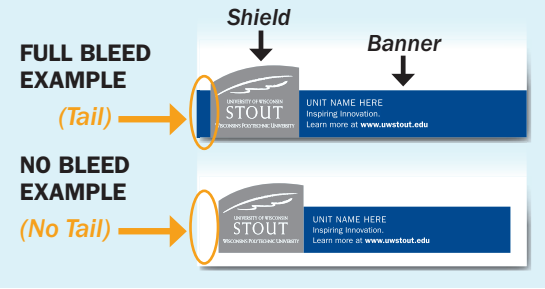 Shield
Banner
FULL BLEED
EXAMPLE
(Tail)
UNIVERSITY OF WISCONSIN
STOUT
WISCONSIN'S POLYTECHNIC UNIVERSITY
UNIT NAME HERE
Inspiring Innovation.
Learn more at www.uwstout.edu
NO BLEED
EXAMPLE
(No Tail)
UNIVERSITY OF WISCONSIN
STOUT
WISCONSIN'S POLYTECHNIC UNIVERSITY
UNIT NAME HERE
Inspiring Innovation.
Learn more at www.uwstout.edu